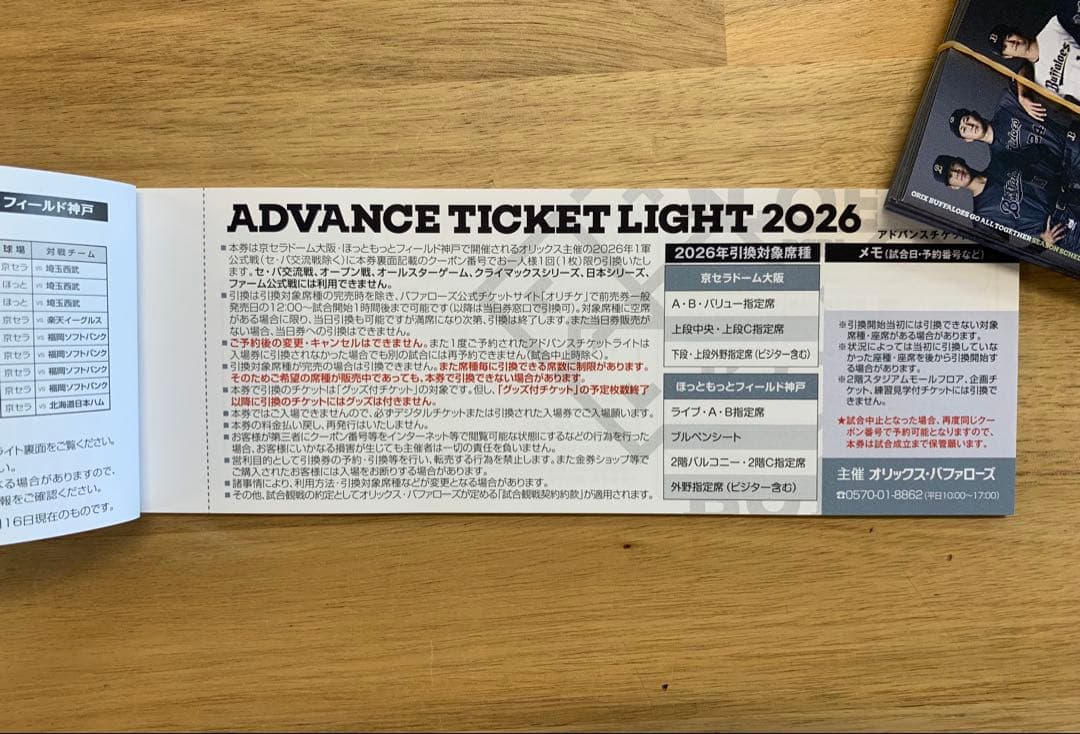 フィールド神戸
球場 対戦チーム
京セラ vs 埼玉西武
ほっと vs 埼玉西武
ほっと vs 埼玉西武
京セラ vs 楽天イーグルス
京セラ vs 福岡ソフトバンク
京セラ vs 福岡ソフトバンク
京セラ vs 福岡ソフトバンク
京セラ vs 福岡ソフトバンク
京セラ vs 北海道日本ハム
ライト裏面をご覧ください。
い。
る場合がありますので、
報をご確認ください。
月16日現在のものです。
ADVANCE TICKET LIGHT 2026
■本券は京セラドーム大阪・ほっともっとフィールド神戸で開催されるオリックス主催の2026年1軍
公式戦(セ・パ交流戦除く)に本券裏面記載のクーポン番号でお一人様1回(1枚)限り引換いたし
ます。セ・パ交流戦、オープン戦、オールスターゲーム、クライマックスシリーズ、日本シリーズ、
ファーム公式戦には利用できません。
■引換は引換対象席種の完売時を除き、バファローズ公式チケットサイト「オリチケ」で前売券一般
発売日の12:00～試合開始1時間後まで可能です(以降は当日券窓口で引換可)。対象席種に空席
がある場合に限り、当日引換も可能ですが満席になり次第、引換は終了します。また当日券販売が
ない場合、当日券への引換はできません。
■ご予約後の変更・キャンセルはできません。また1度ご予約されたアドバンスチケットライトは
入場券に引換されなかった場合でも別の試合には再予約できません(試合中止時除く)。
■引換対象席種が完売の場合は引換できません。また席種毎に引換できる席数に制限があります。
そのためご希望の席種が販売中であっても、本券で引換できない場合があります。
■本券で引換のチケットは「グッズ付チケット」の対象です。但し、「グッズ付チケット」の予定枚数終了
以降に引換のチケットにはグッズは付きません。
■本券ではご入場できませんので、必ずデジタルチケットまたは引換された入場券でご入場願います。
■本券の料金払い戻し、再発行はいたしません。
■お客様が第三者にクーポン番号等をインターネット等で閲覧可能な状態にするなどの行為を行った
場合、お客様にいかなる損害が生じても主催者は一切の責任を負いません。
■営利目的として引換券の予約・引換等を行い、転売する行為を禁止します。また金券ショップ等で
ご購入されたお客様には入場をお断りする場合があります。
■諸事情により、利用方法・引換対象席種などが変更となる場合があります。
■その他、試合観戦の約定としてオリックス・バファローズが定める「試合観戦契約約款」が適用されます。
2026年引換対象席種
京セラドーム大阪
A・B・バリュー指定席
上段中央・上段C指定席
下段・上段外野指定席(ビジター含む)
ほっともっとフィールド神戸
ライブ・A・B指定席
ブルペンシート
2階バルコニー・2階C指定席
外野指定席(ビジター含む)
アドバンスチケット
メモ(試合日・予約番号など)
※引換開始当初には引換できない対象
席種・座席がある場合があります。
※状況によっては当初に引換していな
かった座種・座席を後から引換開始す
る場合があります。
※2階スタジアムモールフロア、企画チ
ケット、練習見学付チケットには引換で
きません。
★試合中止となった場合、再度同じクー
ポン番号で予約可能となりますので、
本券は試合成立まで保管願います。
主催 オリックス・バファローズ
☎0570-01-8862(平日10:00～17:00)
Buffaloes
ORIX BUFFALOES GO ALL TOGETHER SEASON SCHED